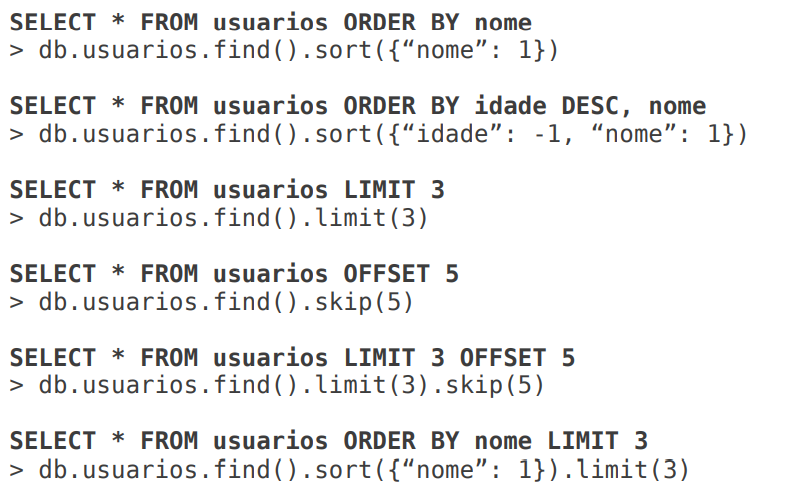 SELECT * FROM usuarios ORDER BY nome
> db.usuarios.find().sort({“nome”: 1})
SELECT * FROM usuarios ORDER BY idade DESC, nome
> db.usuarios.find().sort({“idade”: -1, “nome”: 1})
SELECT * FROM usuarios LIMIT 3
> db.usuarios.find().limit(3)
SELECT * FROM usuarios OFFSET 5
> db.usuarios.find().skip(5)
SELECT * FROM usuarios LIMIT 3 OFFSET 5
> db.usuarios.find().limit(3).skip(5)
SELECT * FROM usuarios ORDER BY nome LIMIT 3
> db.usuarios.find().sort({“nome”: 1}).limit(3)